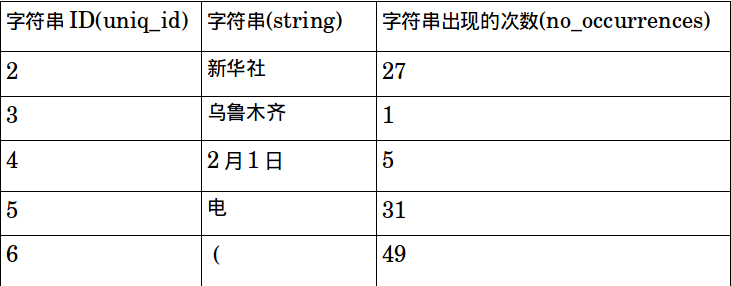 字符串 ID(uniq_id) 字符串(string) 字符串出现的次数(no_occurrences)
2 新华社 27
3 乌鲁木齐 1
4 2 月 1 日 5
5 电 31
6 ( 49